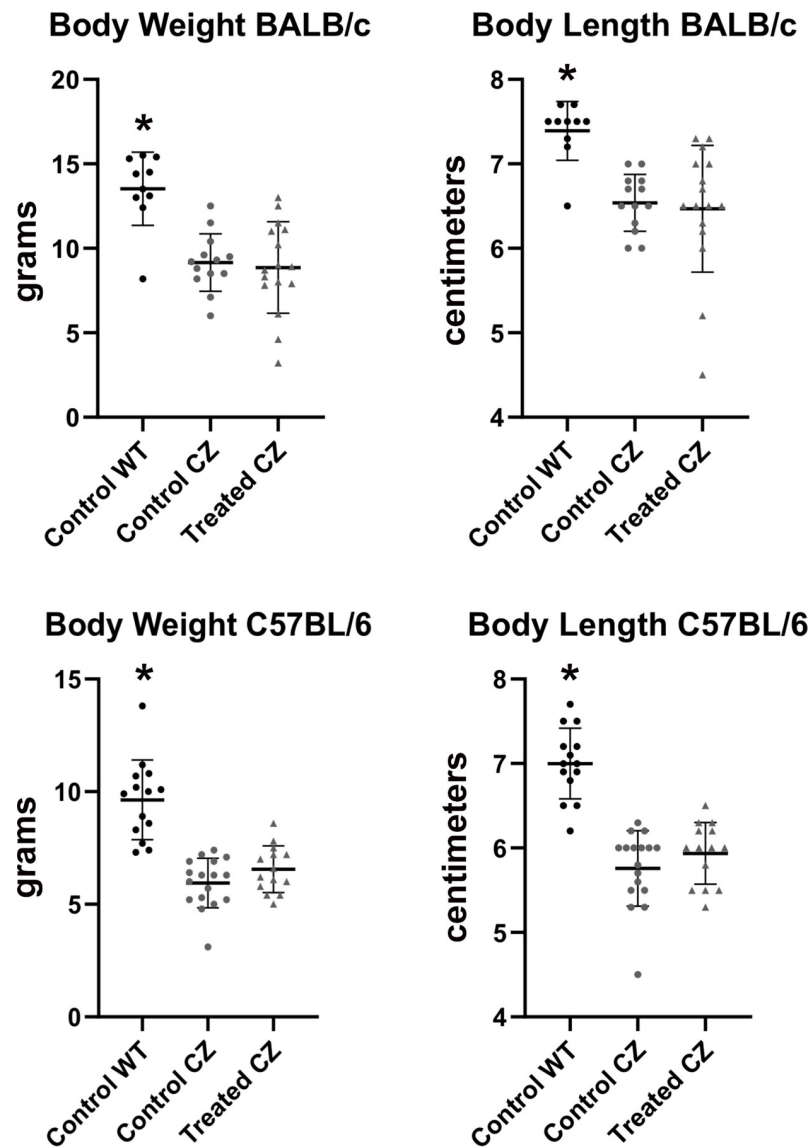 Body Weight BALB/c
20
*
15
10
5
0
grams
Control WT
Control CZ
Treated CZ
Body Length BALB/c
8
*
7
6
5
4
centimeters
Control WT
Control CZ
Treated CZ
Body Weight C57BL/6
15
*
10
5
0
grams
Control WT
Control CZ
Treated CZ
Body Length C57BL/6
8
*
7
6
5
4
centimeters
Control WT
Control CZ
Treated CZ